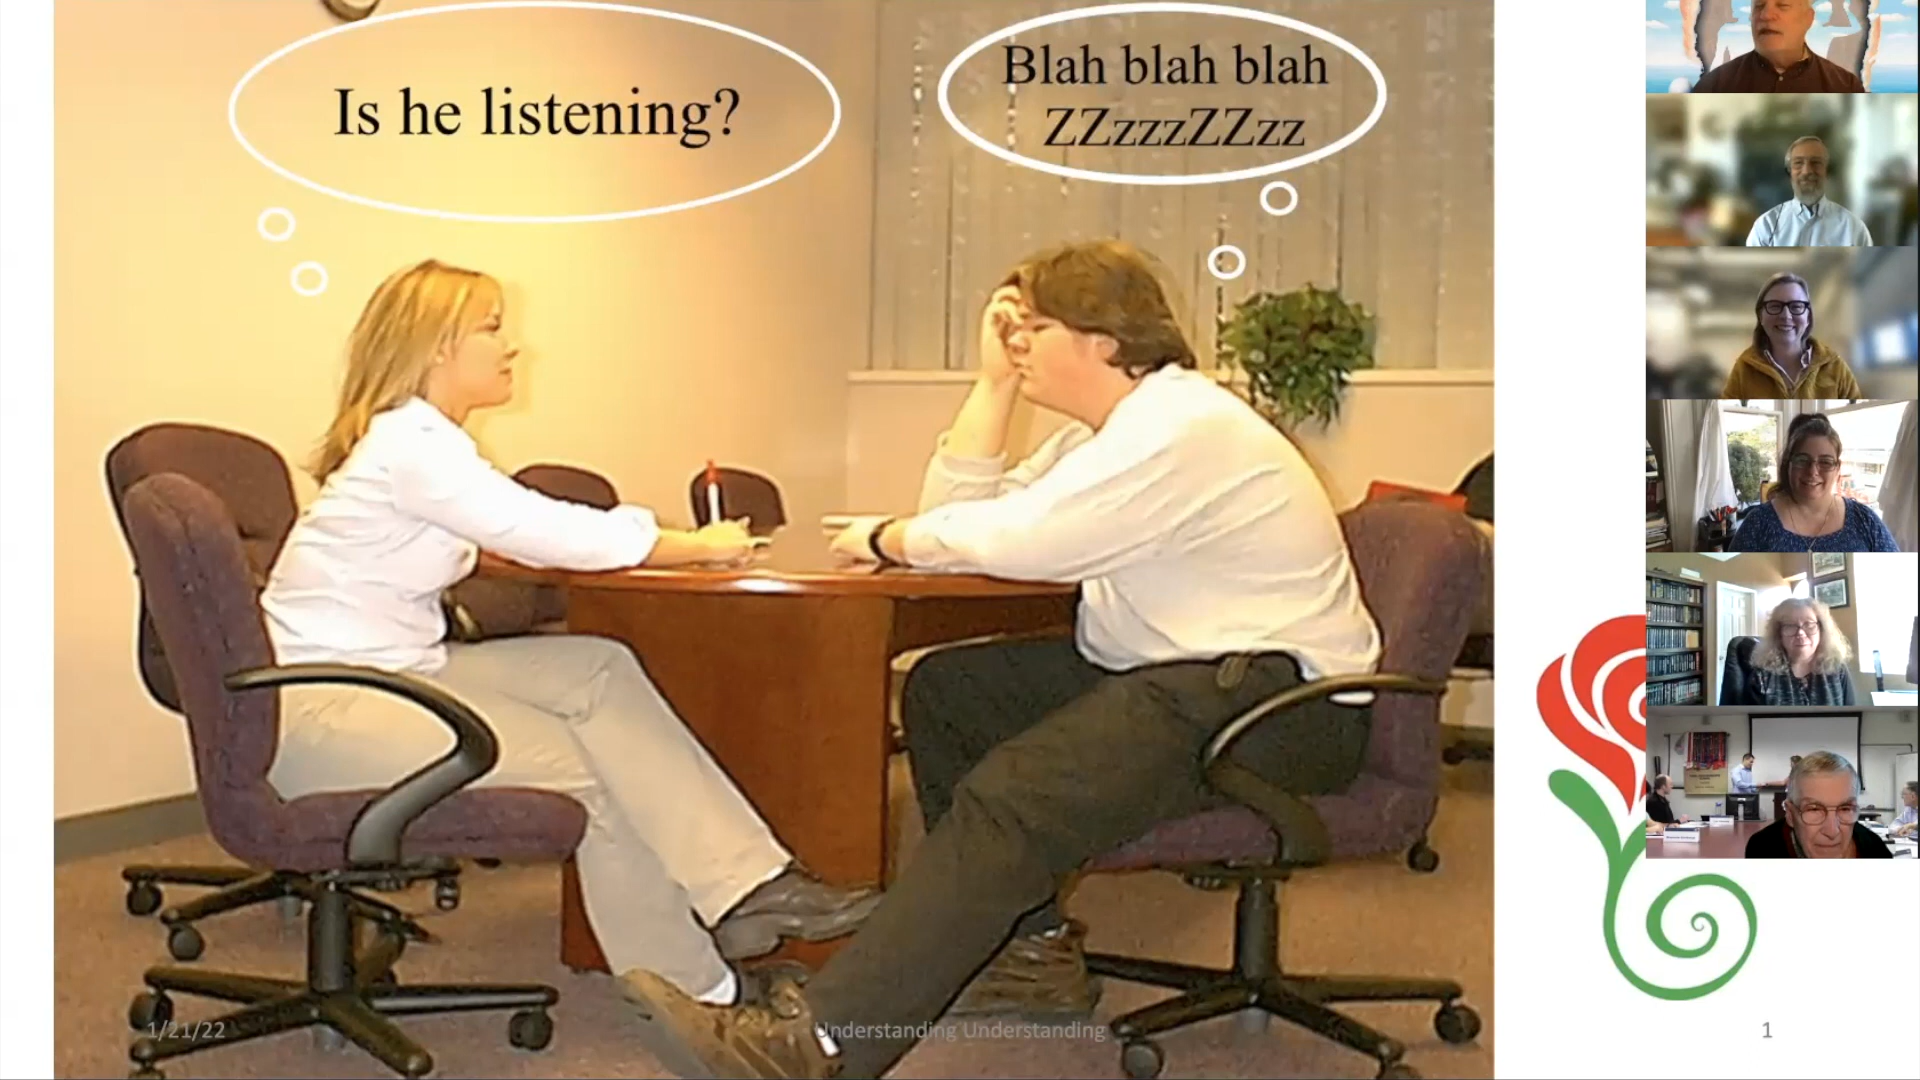 Is he listening?
Blah blah blah
ZZzzzZZzz
1/21/22
Understanding Understanding
1